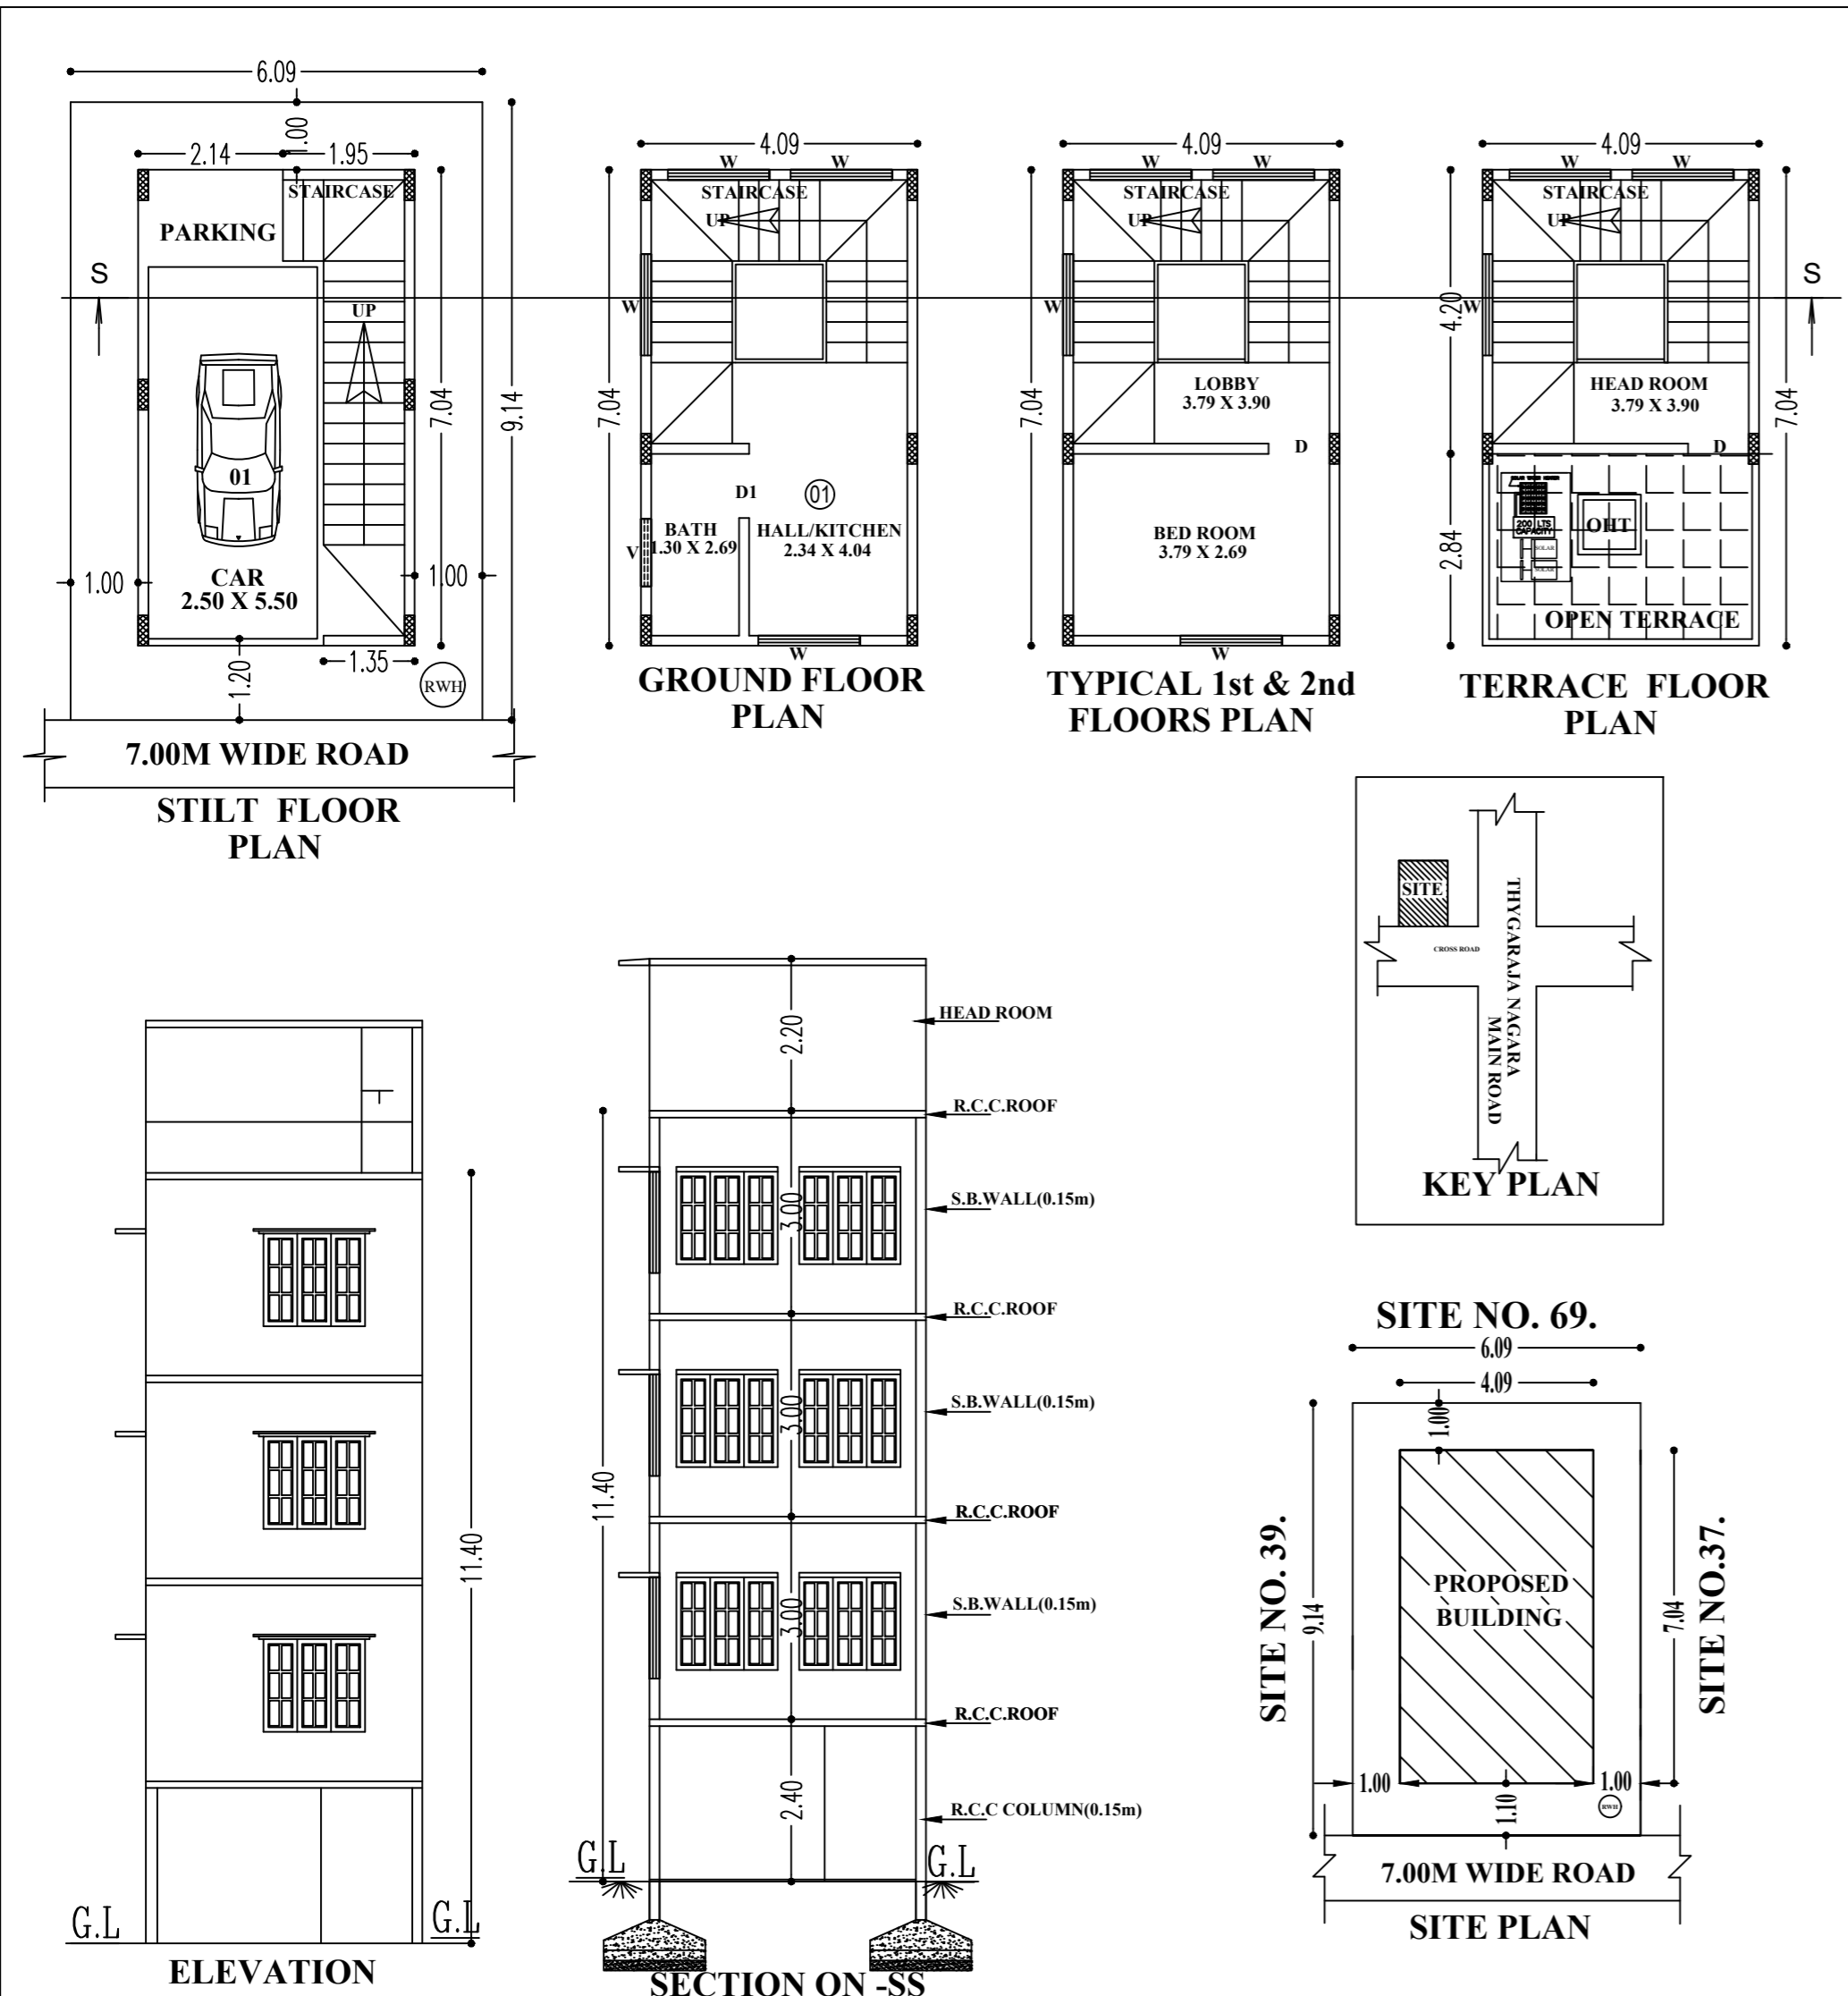 6.09
1.00
2.14
1.95
STAIRCASE
PARKING
S
UP
7.04
9.14
01
1.00
1.00
CAR
2.50 X 5.50
1.20
1.35
RWH
7.00M WIDE ROAD
STILT FLOOR
PLAN
4.09
W
W
STAIRCASE
UP
W
7.04
D1
01
BATH
1.30 X 2.69
HALL/KITCHEN
2.34 X 4.04
V
W
GROUND FLOOR
PLAN
4.09
W
W
STAIRCASE
UP
W
LOBBY
3.79 X 3.90
7.04
D
BED ROOM
3.79 X 2.69
W
TYPICAL 1st & 2nd
FLOORS PLAN
4.09
W
W
STAIRCASE
UP
S
W
4.20
HEAD ROOM
3.79 X 3.90
7.04
D
200 LTS
CAPACITY
SOLAR
SOLAR
OHT
2.84
OPEN TERRACE
TERRACE FLOOR
PLAN
SITE
CROSS ROAD
THYGARAJA NAGARA
MAIN ROAD
KEY PLAN
11.40
G.L
G.L
ELEVATION
2.20
HEAD ROOM
R.C.C.ROOF
3.00
S.B.WALL(0.15m)
R.C.C.ROOF
3.00
S.B.WALL(0.15m)
11.40
R.C.C.ROOF
3.00
S.B.WALL(0.15m)
R.C.C.ROOF
2.40
R.C.C COLUMN(0.15m)
G.L
G.L
SECTION ON -SS
SITE NO. 69.
6.09
4.09
1.00
SITE NO. 39.
9.14
PROPOSED
BUILDING
7.04
SITE NO.37.
1.00
1.10
1.00
RWH
7.00M WIDE ROAD
SITE PLAN